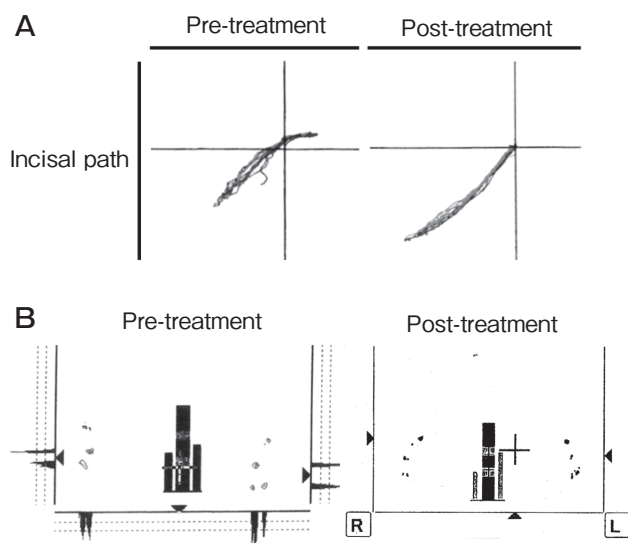 A
Pre-treatment Post-treatment
Incisal path
B
Pre-treatment Post-treatment
R L